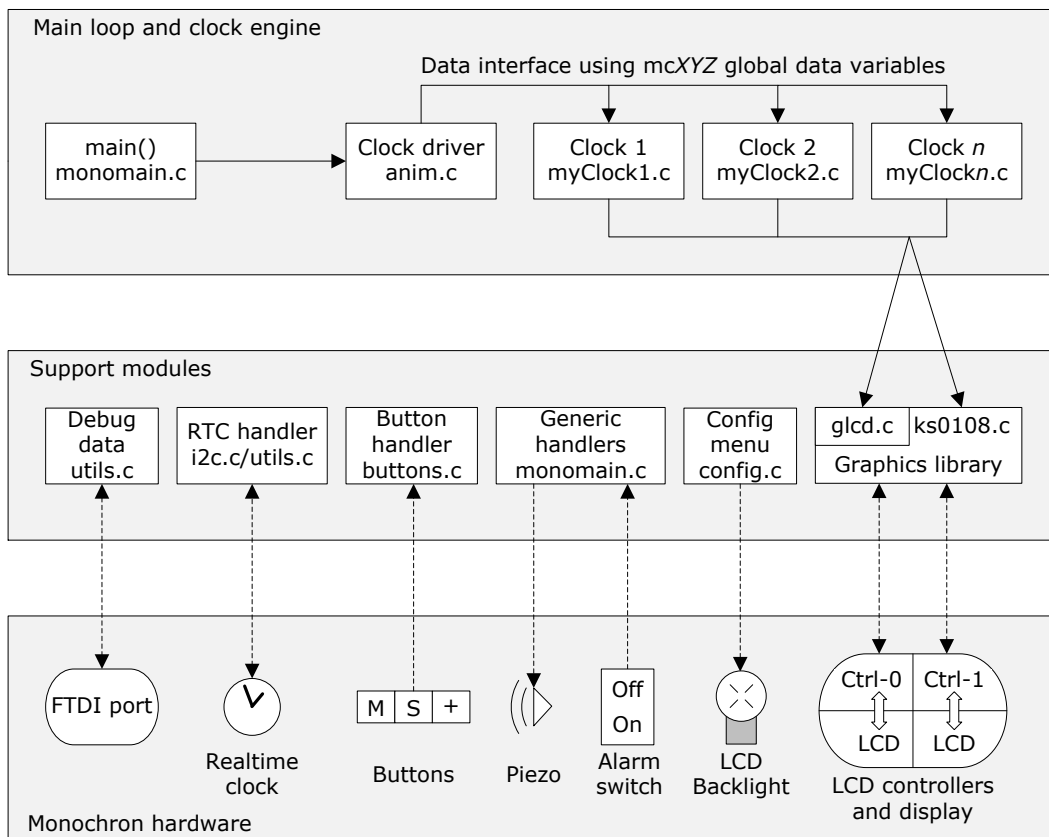 Main loop and clock engine
Data interface using mcXYZ global data variables
main()
monomain.c
Clock driver
anim.c
Clock 1
myClock1.c
Clock 2
myClock2.c
Clock n
myClockn.c
Support modules
Debug
data
utils.c
RTC handler
i2c.c/utils.c
Button
handler
buttons.c
Generic
handlers
monomain.c
Config
menu
config.c
glcd.c
ks0108.c
Graphics library
FTDI port
Realtime
clock
M S +
Buttons
Piezo
Off
On
Alarm
switch
LCD
Backlight
Ctrl-0
Ctrl-1
LCD
LCD
LCD controllers
and display
Monochron hardware